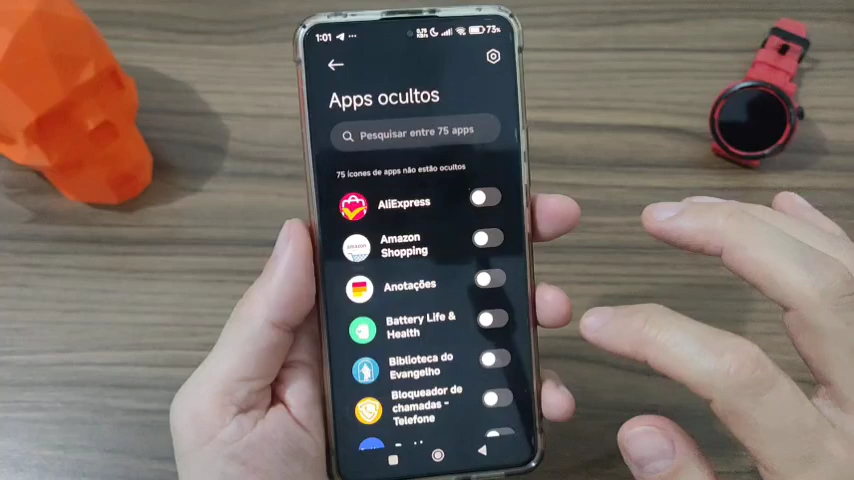 1:01 ... 73%
Apps ocultos
Pesquisar entre 75 apps
75 ícones de apps não estão ocultos
AliExpress
Amazon
Shopping
Anotações
Battery Life &
Health
Biblioteca do
Evangelho
Bloqueador de
chamadas -
Telefone